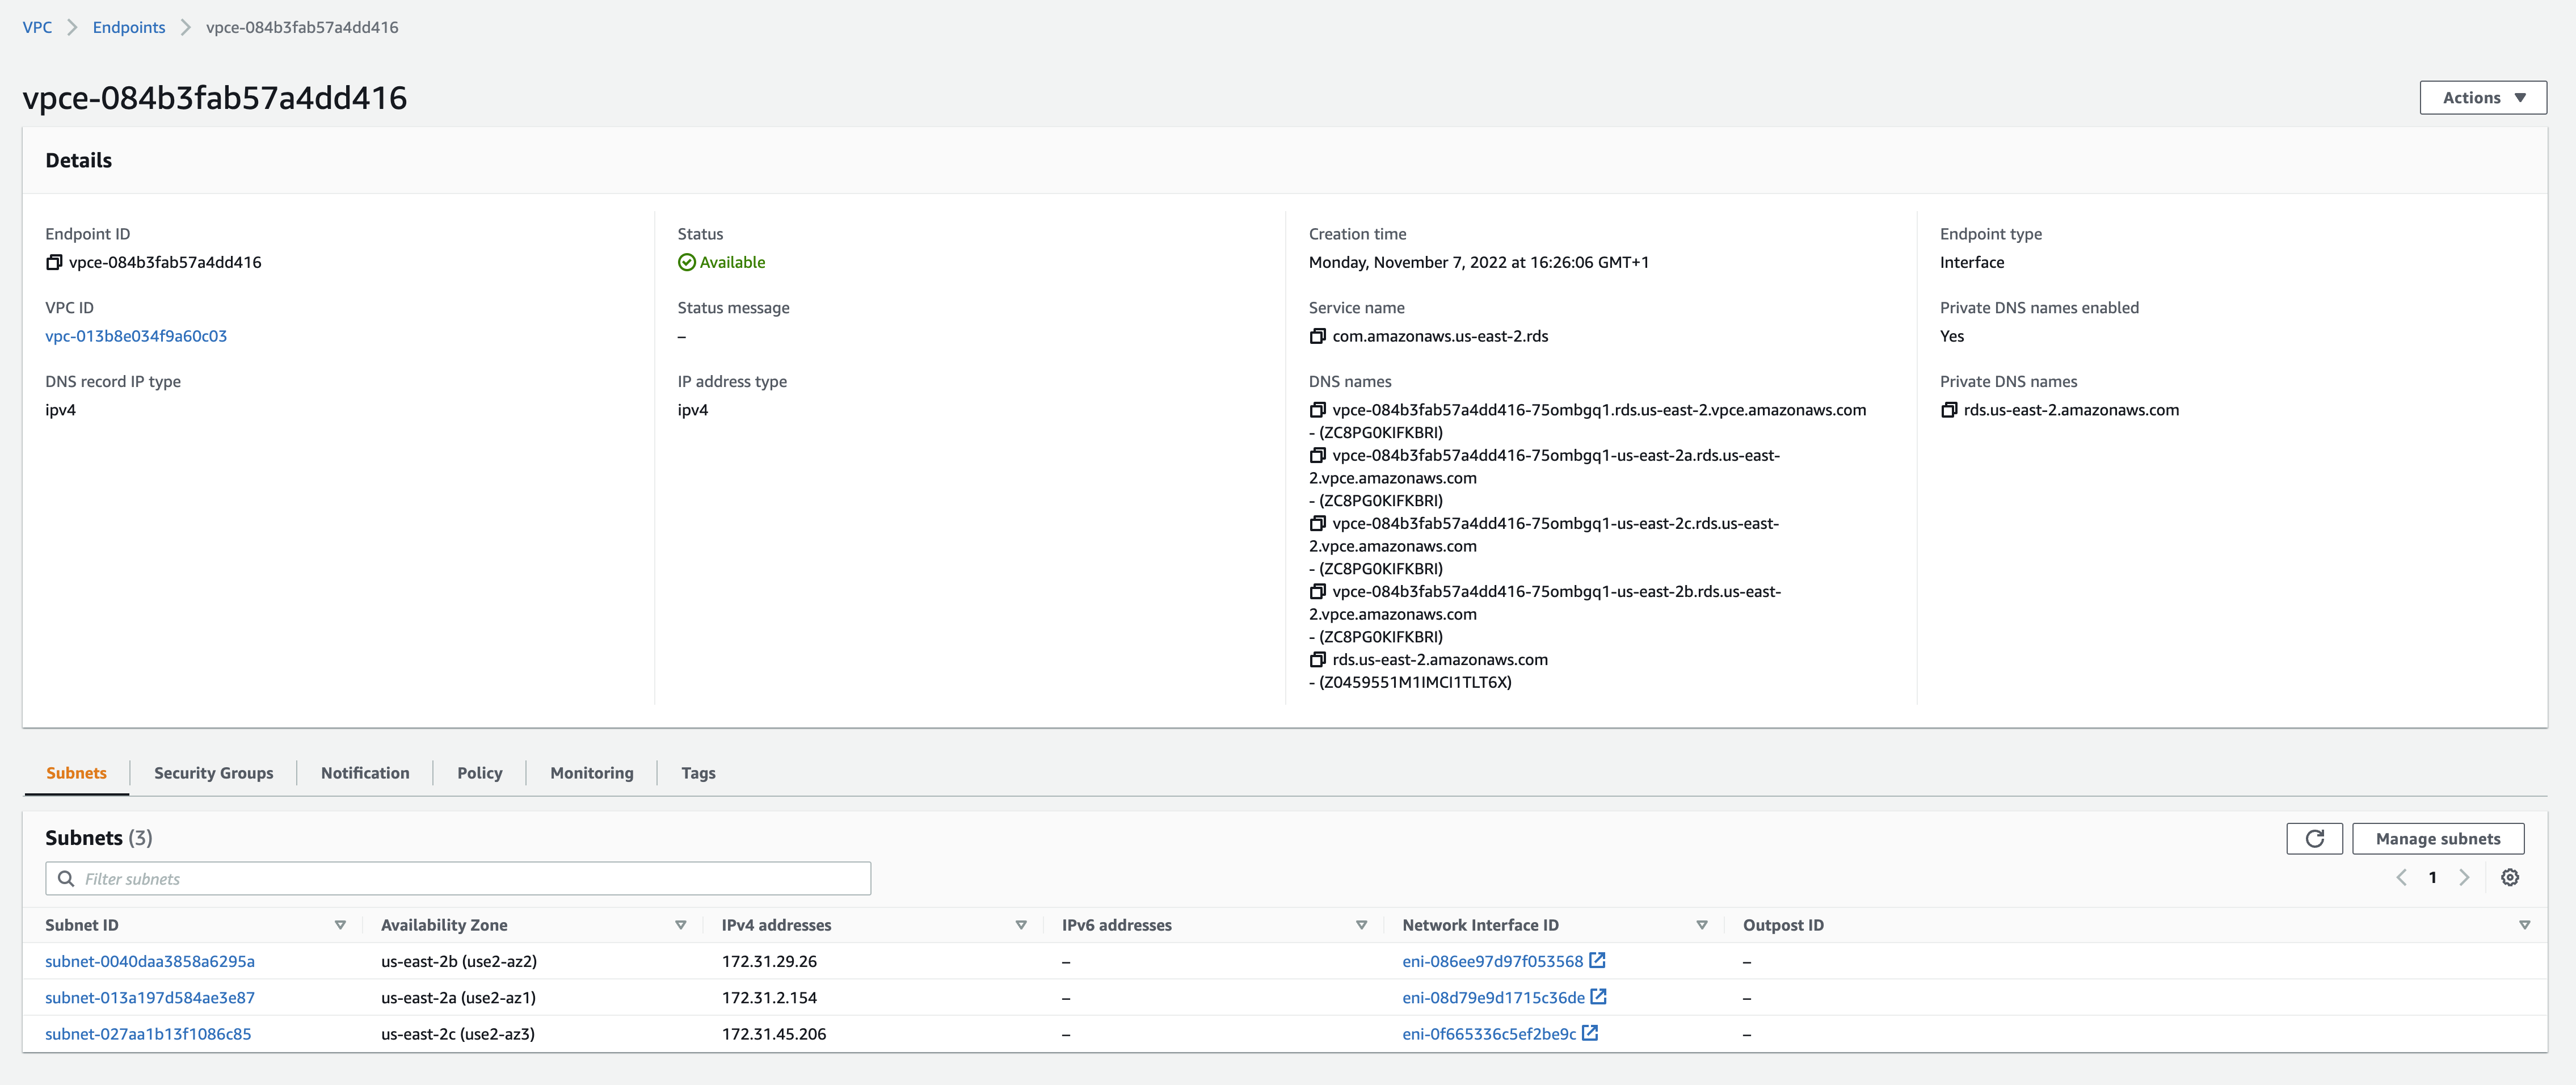 VPC > Endpoints > vpce-084b3fab57a4dd416
vpce-084b3fab57a4dd416
Actions
Details
Endpoint ID
vpce-084b3fab57a4dd416
VPC ID
vpc-013b8e034f9a60c03
DNS record IP type
ipv4
Status
Available
Status message
–
IP address type
ipv4
Creation time
Monday, November 7, 2022 at 16:26:06 GMT+1
Service name
com.amazonaws.us-east-2.rds
DNS names
vpce-084b3fab57a4dd416-75ombgq1.rds.us-east-2.vpce.amazonaws.com
- (ZC8PG0KIFKBRI)
vpce-084b3fab57a4dd416-75ombgq1-us-east-2a.rds.us-east-
2.vpce.amazonaws.com
- (ZC8PG0KIFKBRI)
vpce-084b3fab57a4dd416-75ombgq1-us-east-2c.rds.us-east-
2.vpce.amazonaws.com
- (ZC8PG0KIFKBRI)
vpce-084b3fab57a4dd416-75ombgq1-us-east-2b.rds.us-east-
2.vpce.amazonaws.com
- (ZC8PG0KIFKBRI)
rds.us-east-2.amazonaws.com
- (Z0459551M1IMCI1TLT6X)
Endpoint type
Interface
Private DNS names enabled
Yes
Private DNS names
rds.us-east-2.amazonaws.com
Subnets Security Groups Notification Policy Monitoring Tags
Subnets (3)
Manage subnets
Filter subnets
1
Subnet ID Availability Zone IPv4 addresses IPv6 addresses Network Interface ID Outpost ID
subnet-0040daa3858a6295a us-east-2b (use2-az2) 172.31.29.26 – eni-086ee97d97f053568 –
subnet-013a197d584ae3e87 us-east-2a (use2-az1) 172.31.2.154 – eni-08d79e9d1715c36de –
subnet-027aa1b13f1086c85 us-east-2c (use2-az3) 172.31.45.206 – eni-0f665336c5ef2be9c –